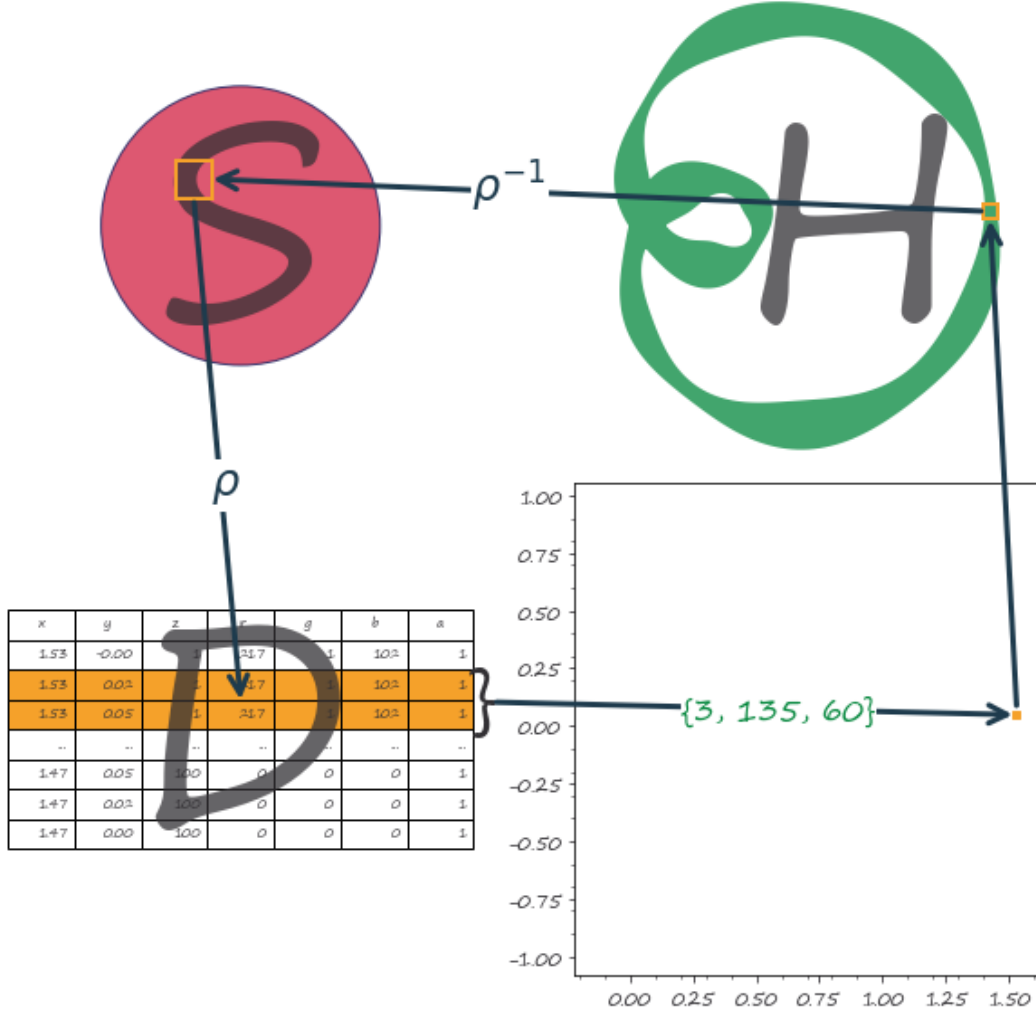 S
H
ρ⁻¹
ρ
x y z r g b a
1.53 -0.00 1 217 1 102 1
1.53 0.02 1 217 1 102 1
1.53 0.05 1 217 1 102 1
... ... ... ... ... ... ...
1.47 0.05 100 0 0 0 1
1.47 0.02 100 0 0 0 1
1.47 0.00 100 0 0 0 1
D
{3, 135, 60}
1.00
0.75
0.50
0.25
0.00
-0.25
-0.50
-0.75
-1.00
0.00 0.25 0.50 0.75 1.00 1.25 1.50